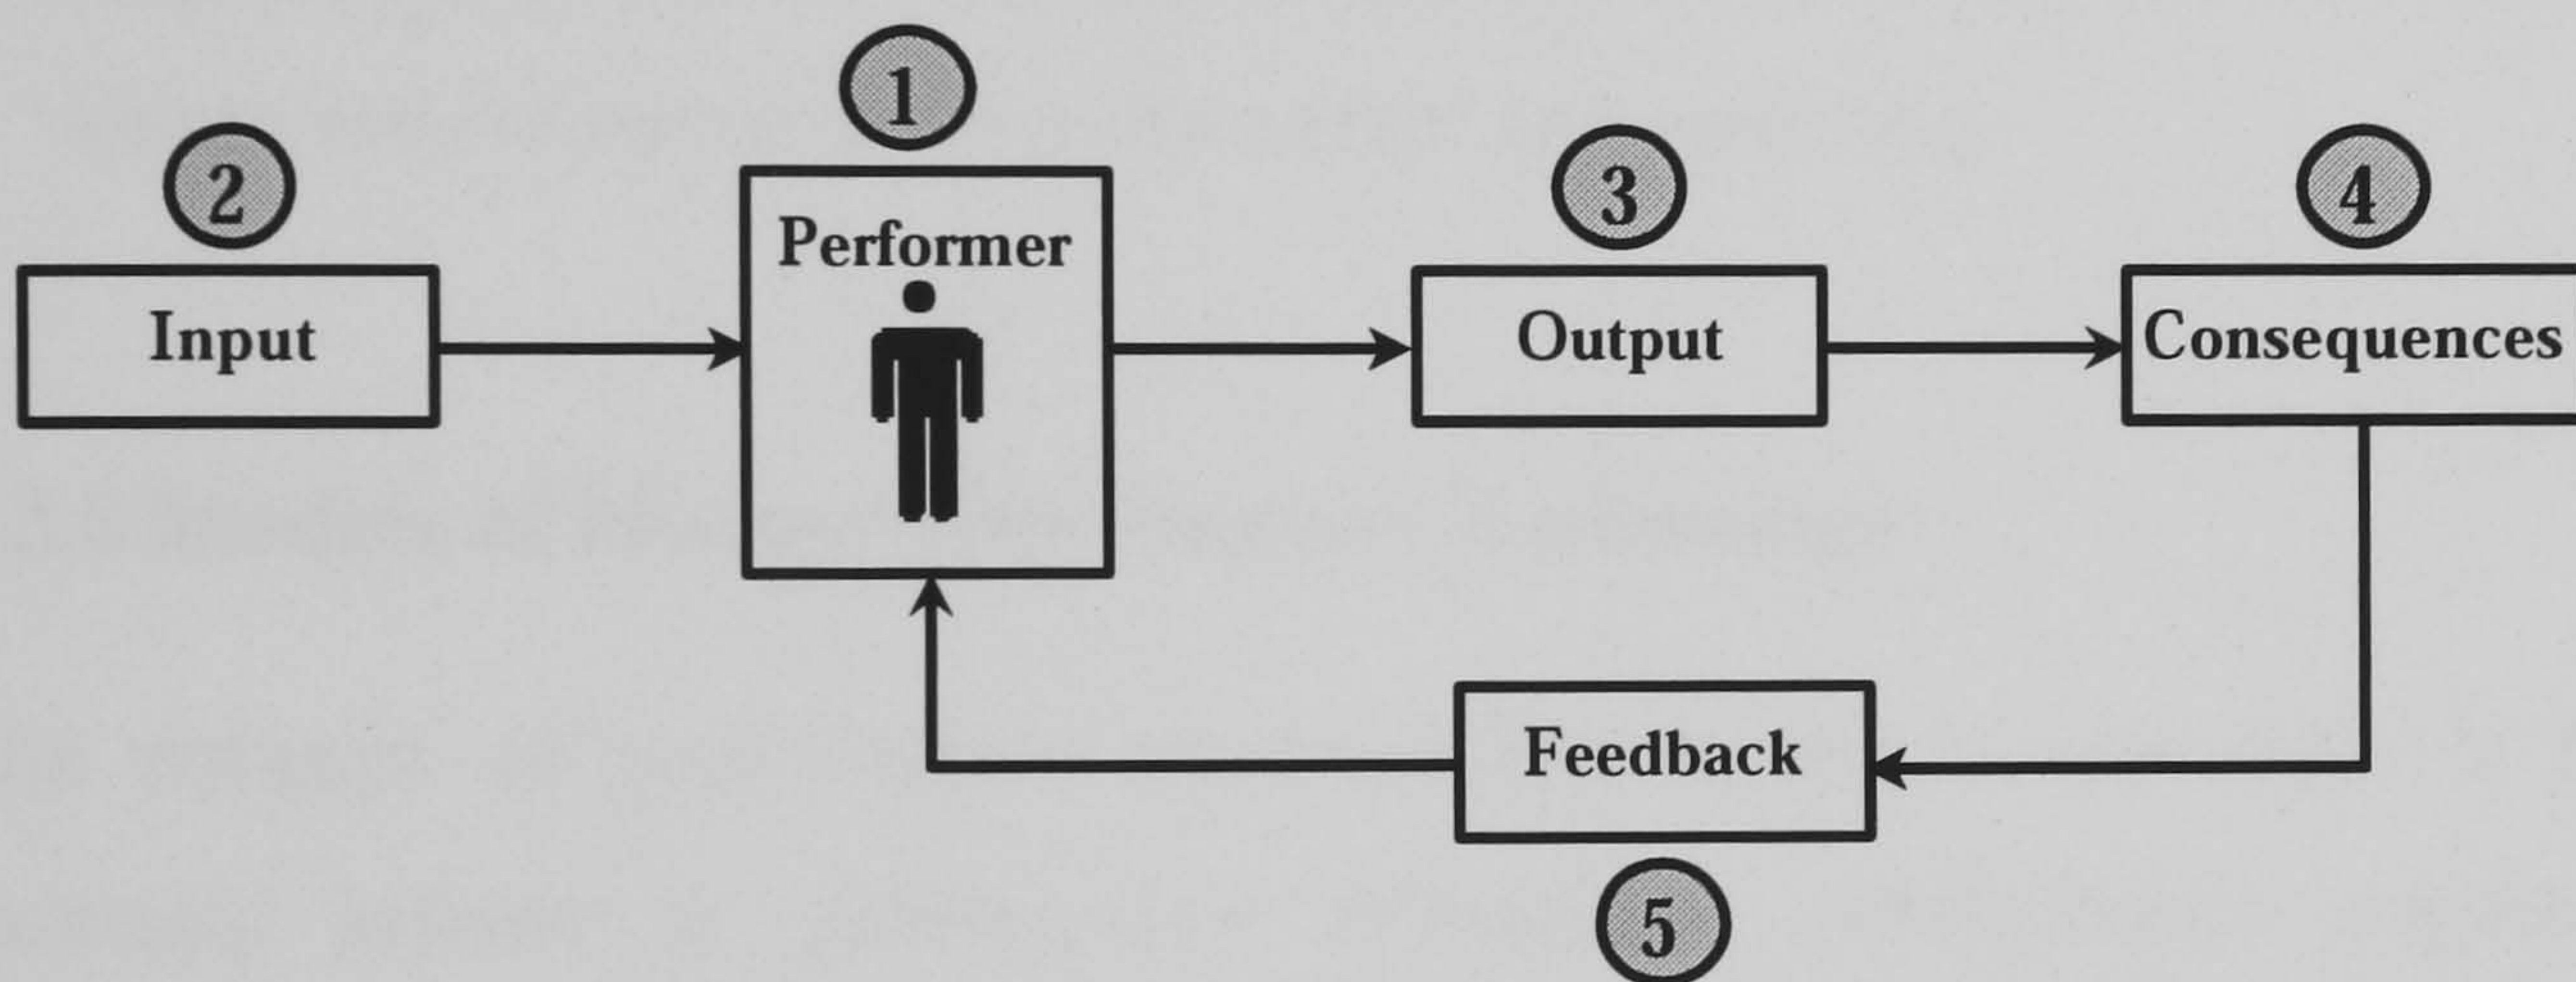 1
2
3
4
Performer
Input
Output
Consequences
Feedback
5